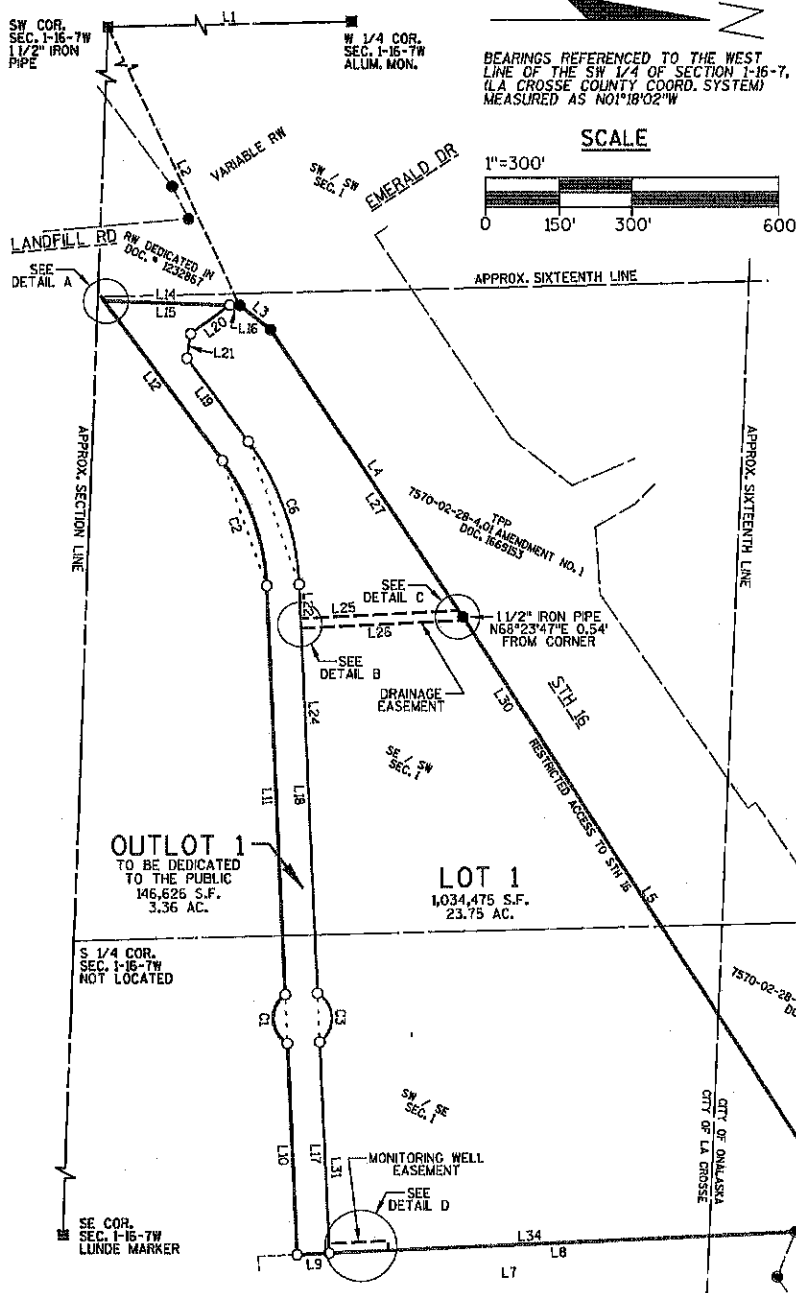 SW COR.
SEC. 1-16-7W
1 1/2" IRON
PIPE
L1
W 1/4 COR.
SEC. 1-16-7W
ALUM. MON.
BEARINGS REFERENCED TO THE WEST
LINE OF THE SW 1/4 OF SECTION 1-16-7,
(LA CROSSE COUNTY COORD. SYSTEM)
MEASURED AS N01°18'02"W
SCALE
1"=300'
0 150' 300' 600'
L2
VARIABLE RW
SW / SW
SEC. 1
EMERALD DR
LANDFILL RD
RW DEDICATED IN
DOC. # 1232867
SEE
DETAIL A
APPROX. SIXTEENTH LINE
L14
L15
L16
L3
L20
L21
L12
L19
APPROX. SECTION LINE
C2
C6
L4
L27
TPP
7570-02-28-4.01 AMENDMENT NO. 1
DOC. 1669153
APPROX. SIXTEENTH LINE
SEE
DETAIL C
L22
L25
L26
1 1/2" IRON PIPE
N68°23'47"E 0.54'
FROM CORNER
SEE
DETAIL B
DRAINAGE
EASEMENT
L30
STH 16
L24
SE / SW
SEC. 1
RESTRICTED ACCESS TO STH 16
L11
L18
OUTLOT 1
TO BE DEDICATED
TO THE PUBLIC
146,626 S.F.
3.36 AC.
LOT 1
1,034,475 S.F.
23.75 AC.
L5
S 1/4 COR.
SEC. 1-16-7W
NOT LOCATED
7570-02-28-
DO
C1
C3
SW / SE
SEC. 1
CITY OF ONALASKA
CITY OF LA CROSSE
L10
L17
L31
MONITORING WELL
EASEMENT
SEE
DETAIL D
SE COR.
SEC. 1-16-7W
LUNDE MARKER
L34
L8
L9
L7